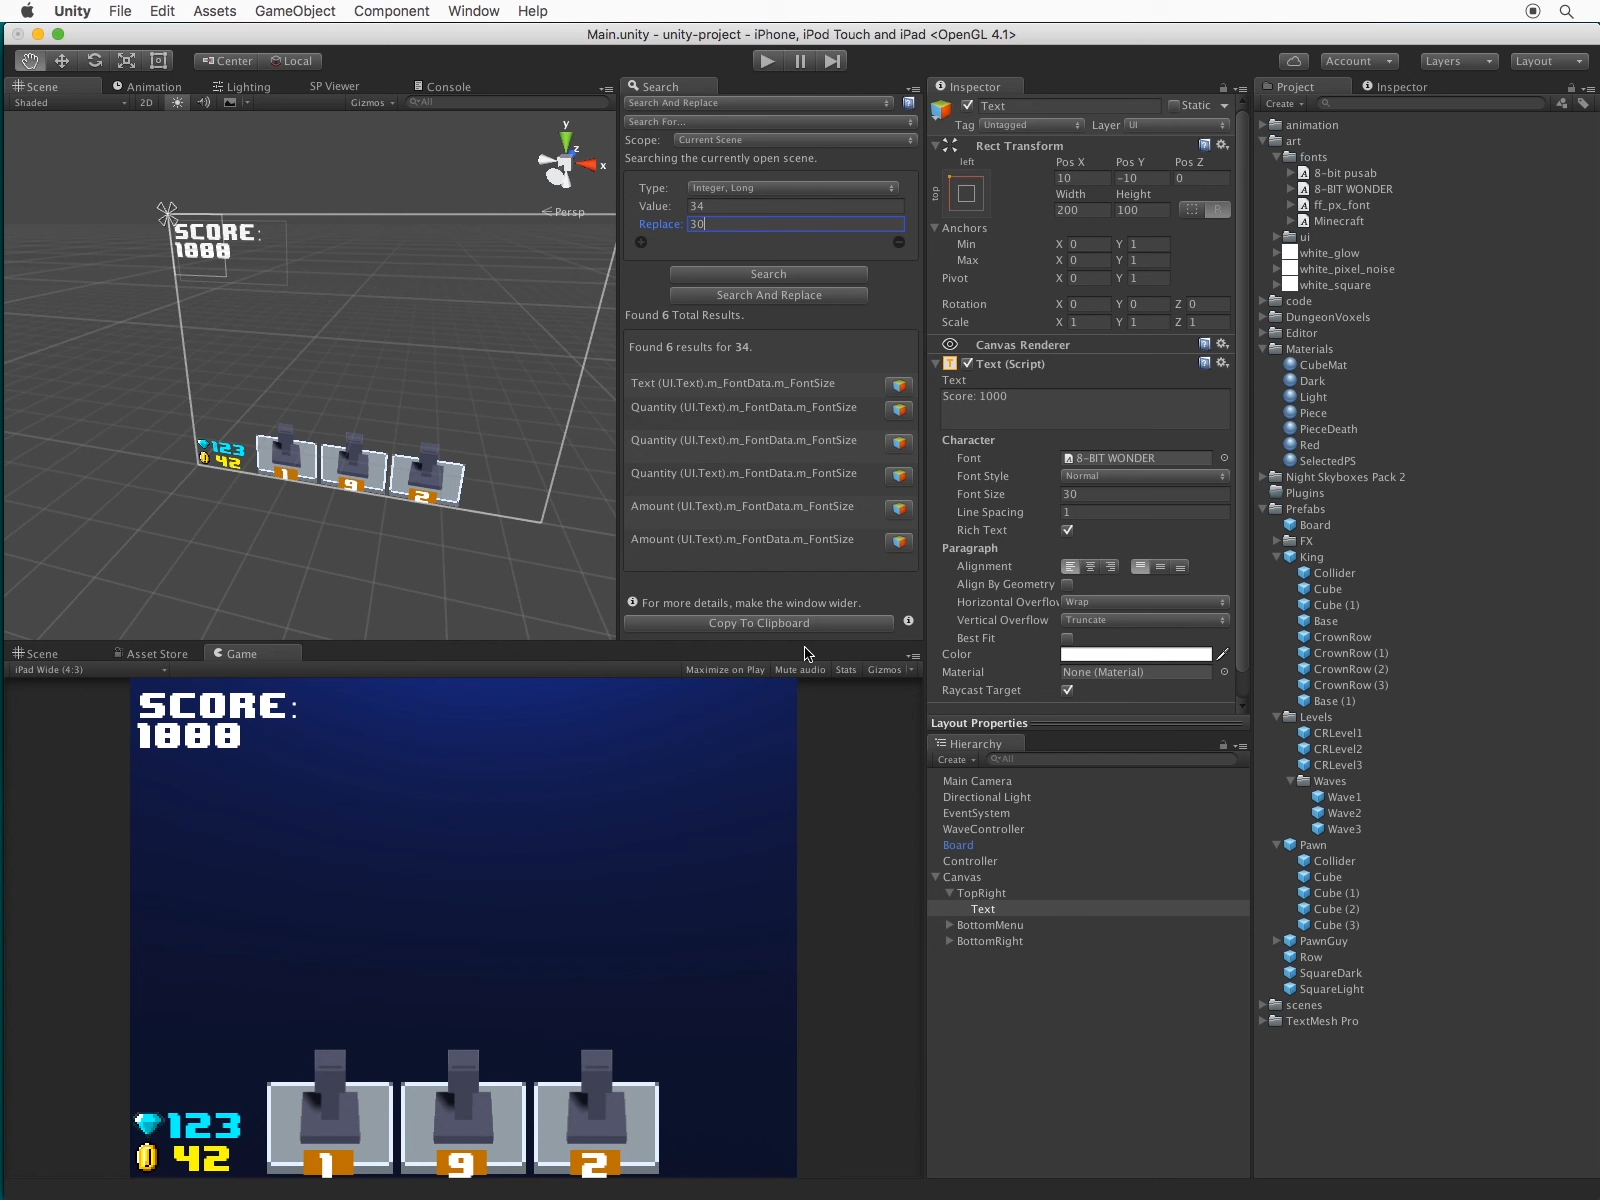 Unity File Edit Assets GameObject Component Window Help
Main.unity - unity-project - iPhone, iPod Touch and iPad <OpenGL 4.1>
Center Local
Account Layers Layout
Scene Animation Lighting SP Viewer Console
Shaded 2D Gizmos All
y
z
x
Persp
SCORE:
1000
123
42
1
9
2
Search
Search And Replace
Search For...
Scope: Current Scene
Searching the currently open scene.
Type: Integer, Long
Value: 34
Replace: 30
Search
Search And Replace
Found 6 Total Results.
Found 6 results for 34.
Text (UI.Text).m_FontData.m_FontSize
Quantity (UI.Text).m_FontData.m_FontSize
Quantity (UI.Text).m_FontData.m_FontSize
Quantity (UI.Text).m_FontData.m_FontSize
Amount (UI.Text).m_FontData.m_FontSize
Amount (UI.Text).m_FontData.m_FontSize
For more details, make the window wider.
Copy To Clipboard
Scene Asset Store Game
iPad Wide (4:3) Maximize on Play Mute audio Stats Gizmos
SCORE:
1000
123
42
1
9
2
Inspector
Text Static
Tag Untagged Layer UI
Rect Transform
left
top
Pos X Pos Y Pos Z
10 -10 0
Width Height
200 100 R
Anchors
Min X 0 Y 1
Max X 0 Y 1
Pivot X 0 Y 1
Rotation X 0 Y 0 Z 0
Scale X 1 Y 1 Z 1
Canvas Renderer
Text (Script)
Text
Score: 1000
Character
Font 8-BIT WONDER
Font Style Normal
Font Size 30
Line Spacing 1
Rich Text
Paragraph
Alignment
Align By Geometry
Horizontal Overflow Wrap
Vertical Overflow Truncate
Best Fit
Color
Material None (Material)
Raycast Target
Layout Properties
Hierarchy
Create All
Main Camera
Directional Light
EventSystem
WaveController
Board
Controller
Canvas
TopRight
Text
BottomMenu
BottomRight
Project Inspector
Create
animation
art
fonts
8-bit pusab
8-BIT WONDER
ff_px_font
Minecraft
ui
white_glow
white_pixel_noise
white_square
code
DungeonVoxels
Editor
Materials
CubeMat
Dark
Light
Piece
PieceDeath
Red
SelectedPS
Night Skyboxes Pack 2
Plugins
Prefabs
Board
FX
King
Collider
Cube
Cube (1)
Base
CrownRow
CrownRow (1)
CrownRow (2)
CrownRow (3)
Base (1)
Levels
CRLevel1
CRLevel2
CRLevel3
Waves
Wave1
Wave2
Wave3
Pawn
Collider
Cube
Cube (1)
Cube (2)
Cube (3)
PawnGuy
Row
SquareDark
SquareLight
scenes
TextMesh Pro